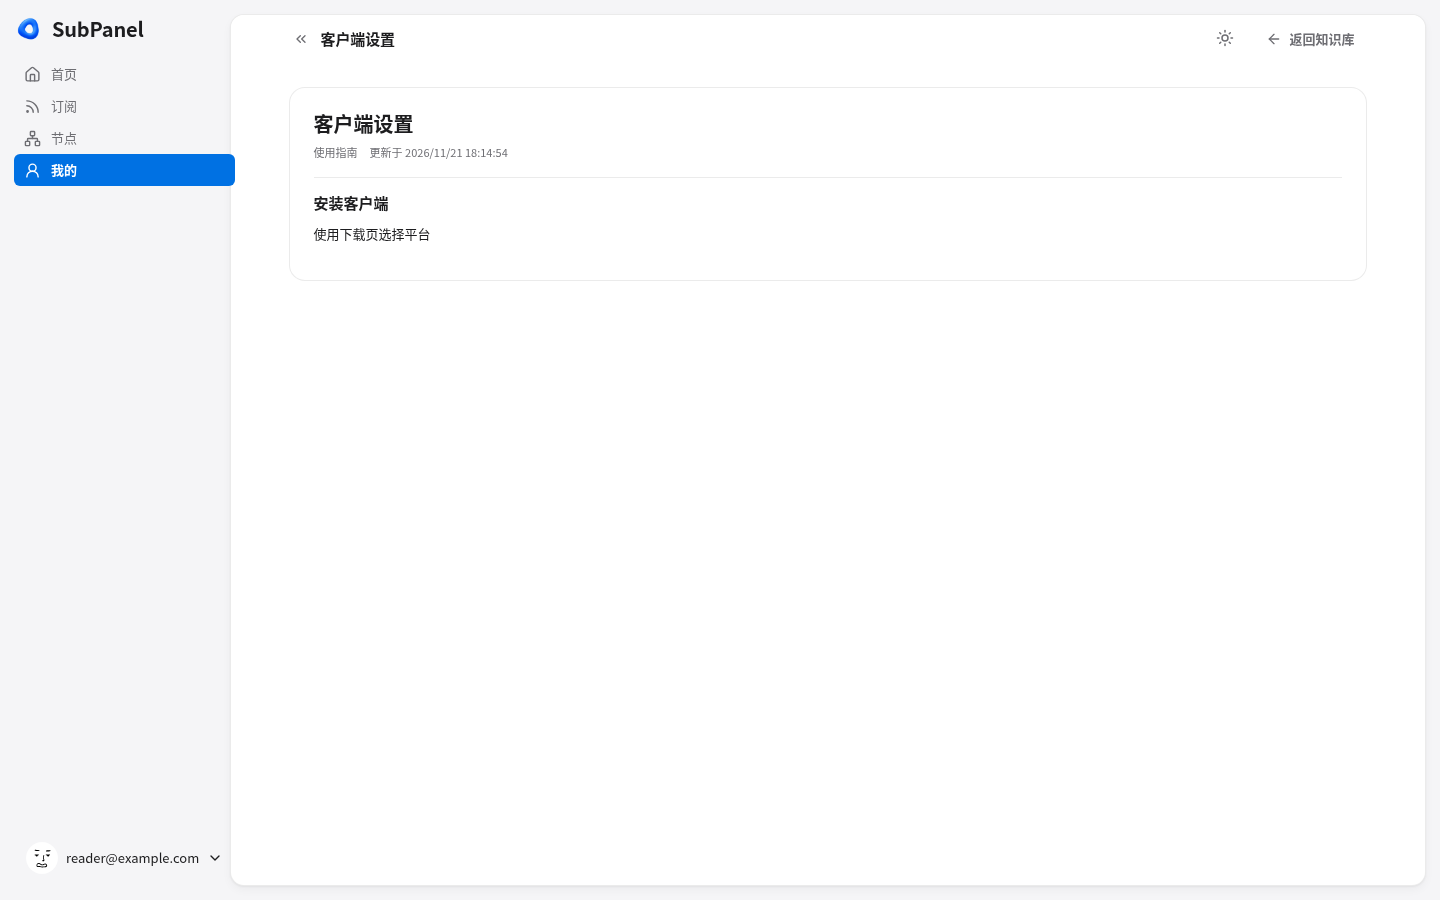 SubPanel
首页
订阅
节点
我的
reader@example.com
客户端设置
返回知识库
客户端设置
使用指南 更新于 2026/11/21 18:14:54
安装客户端
使用下载页选择平台